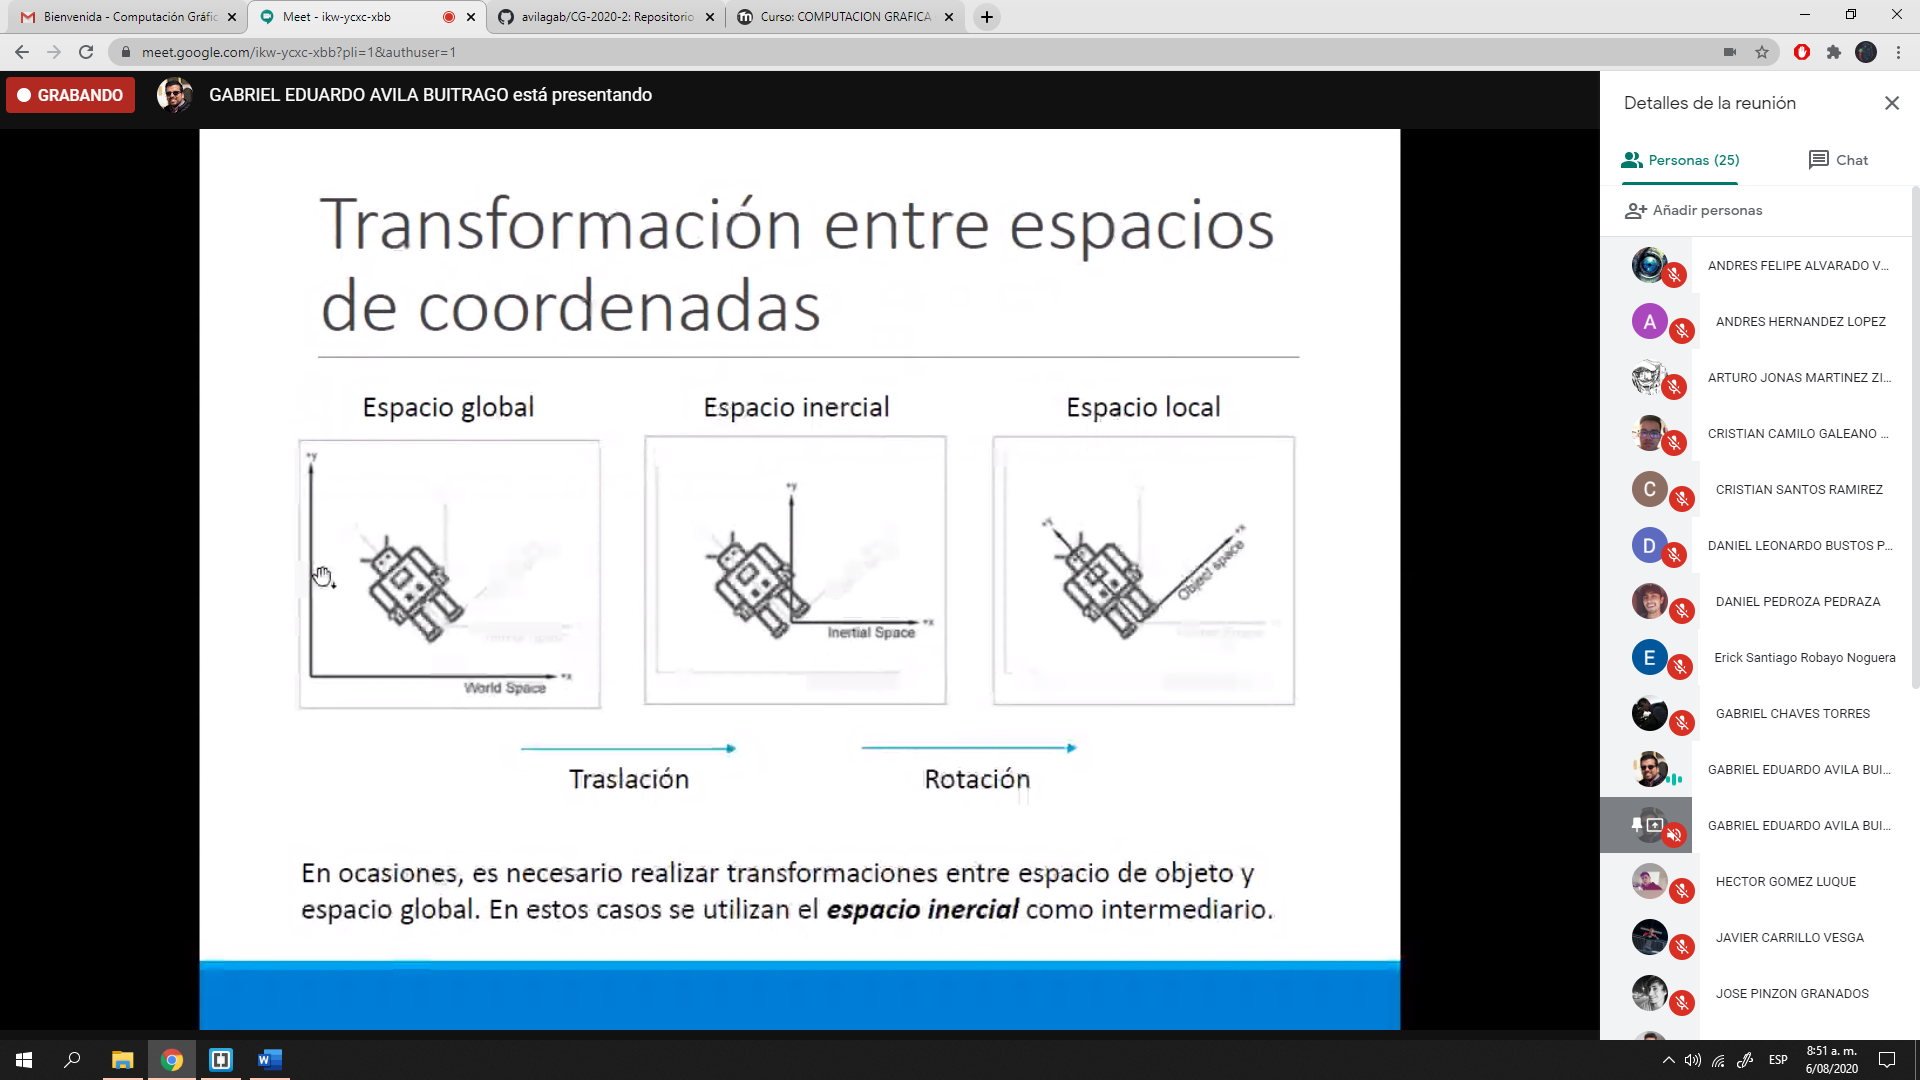 Bienvenida - Computación Gráfic
Meet - ikw-ycxc-xbb
avilagab/CG-2020-2: Repositorio
Curso: COMPUTACION GRAFICA
meet.google.com/ikw-ycxc-xbb?pli=1&authuser=1
GRABANDO
GABRIEL EDUARDO AVILA BUITRAGO está presentando
Transformación entre espacios
de coordenadas
Espacio global
Espacio inercial
Espacio local
+y
+x
World Space
+y
+x
Inertial Space
+y
+x
Object space
Traslación
Rotación
En ocasiones, es necesario realizar transformaciones entre espacio de objeto y
espacio global. En estos casos se utilizan el espacio inercial como intermediario.
Detalles de la reunión
Personas (25)
Chat
Añadir personas
ANDRES FELIPE ALVARADO V...
A
ANDRES HERNANDEZ LOPEZ
ARTURO JONAS MARTINEZ ZI...
CRISTIAN CAMILO GALEANO ...
C
CRISTIAN SANTOS RAMIREZ
D
DANIEL LEONARDO BUSTOS P...
DANIEL PEDROZA PEDRAZA
E
Erick Santiago Robayo Noguera
GABRIEL CHAVES TORRES
GABRIEL EDUARDO AVILA BUI...
GABRIEL EDUARDO AVILA BUI...
HECTOR GOMEZ LUQUE
JAVIER CARRILLO VESGA
JOSE PINZON GRANADOS
ESP
8:51 a. m.
6/08/2020